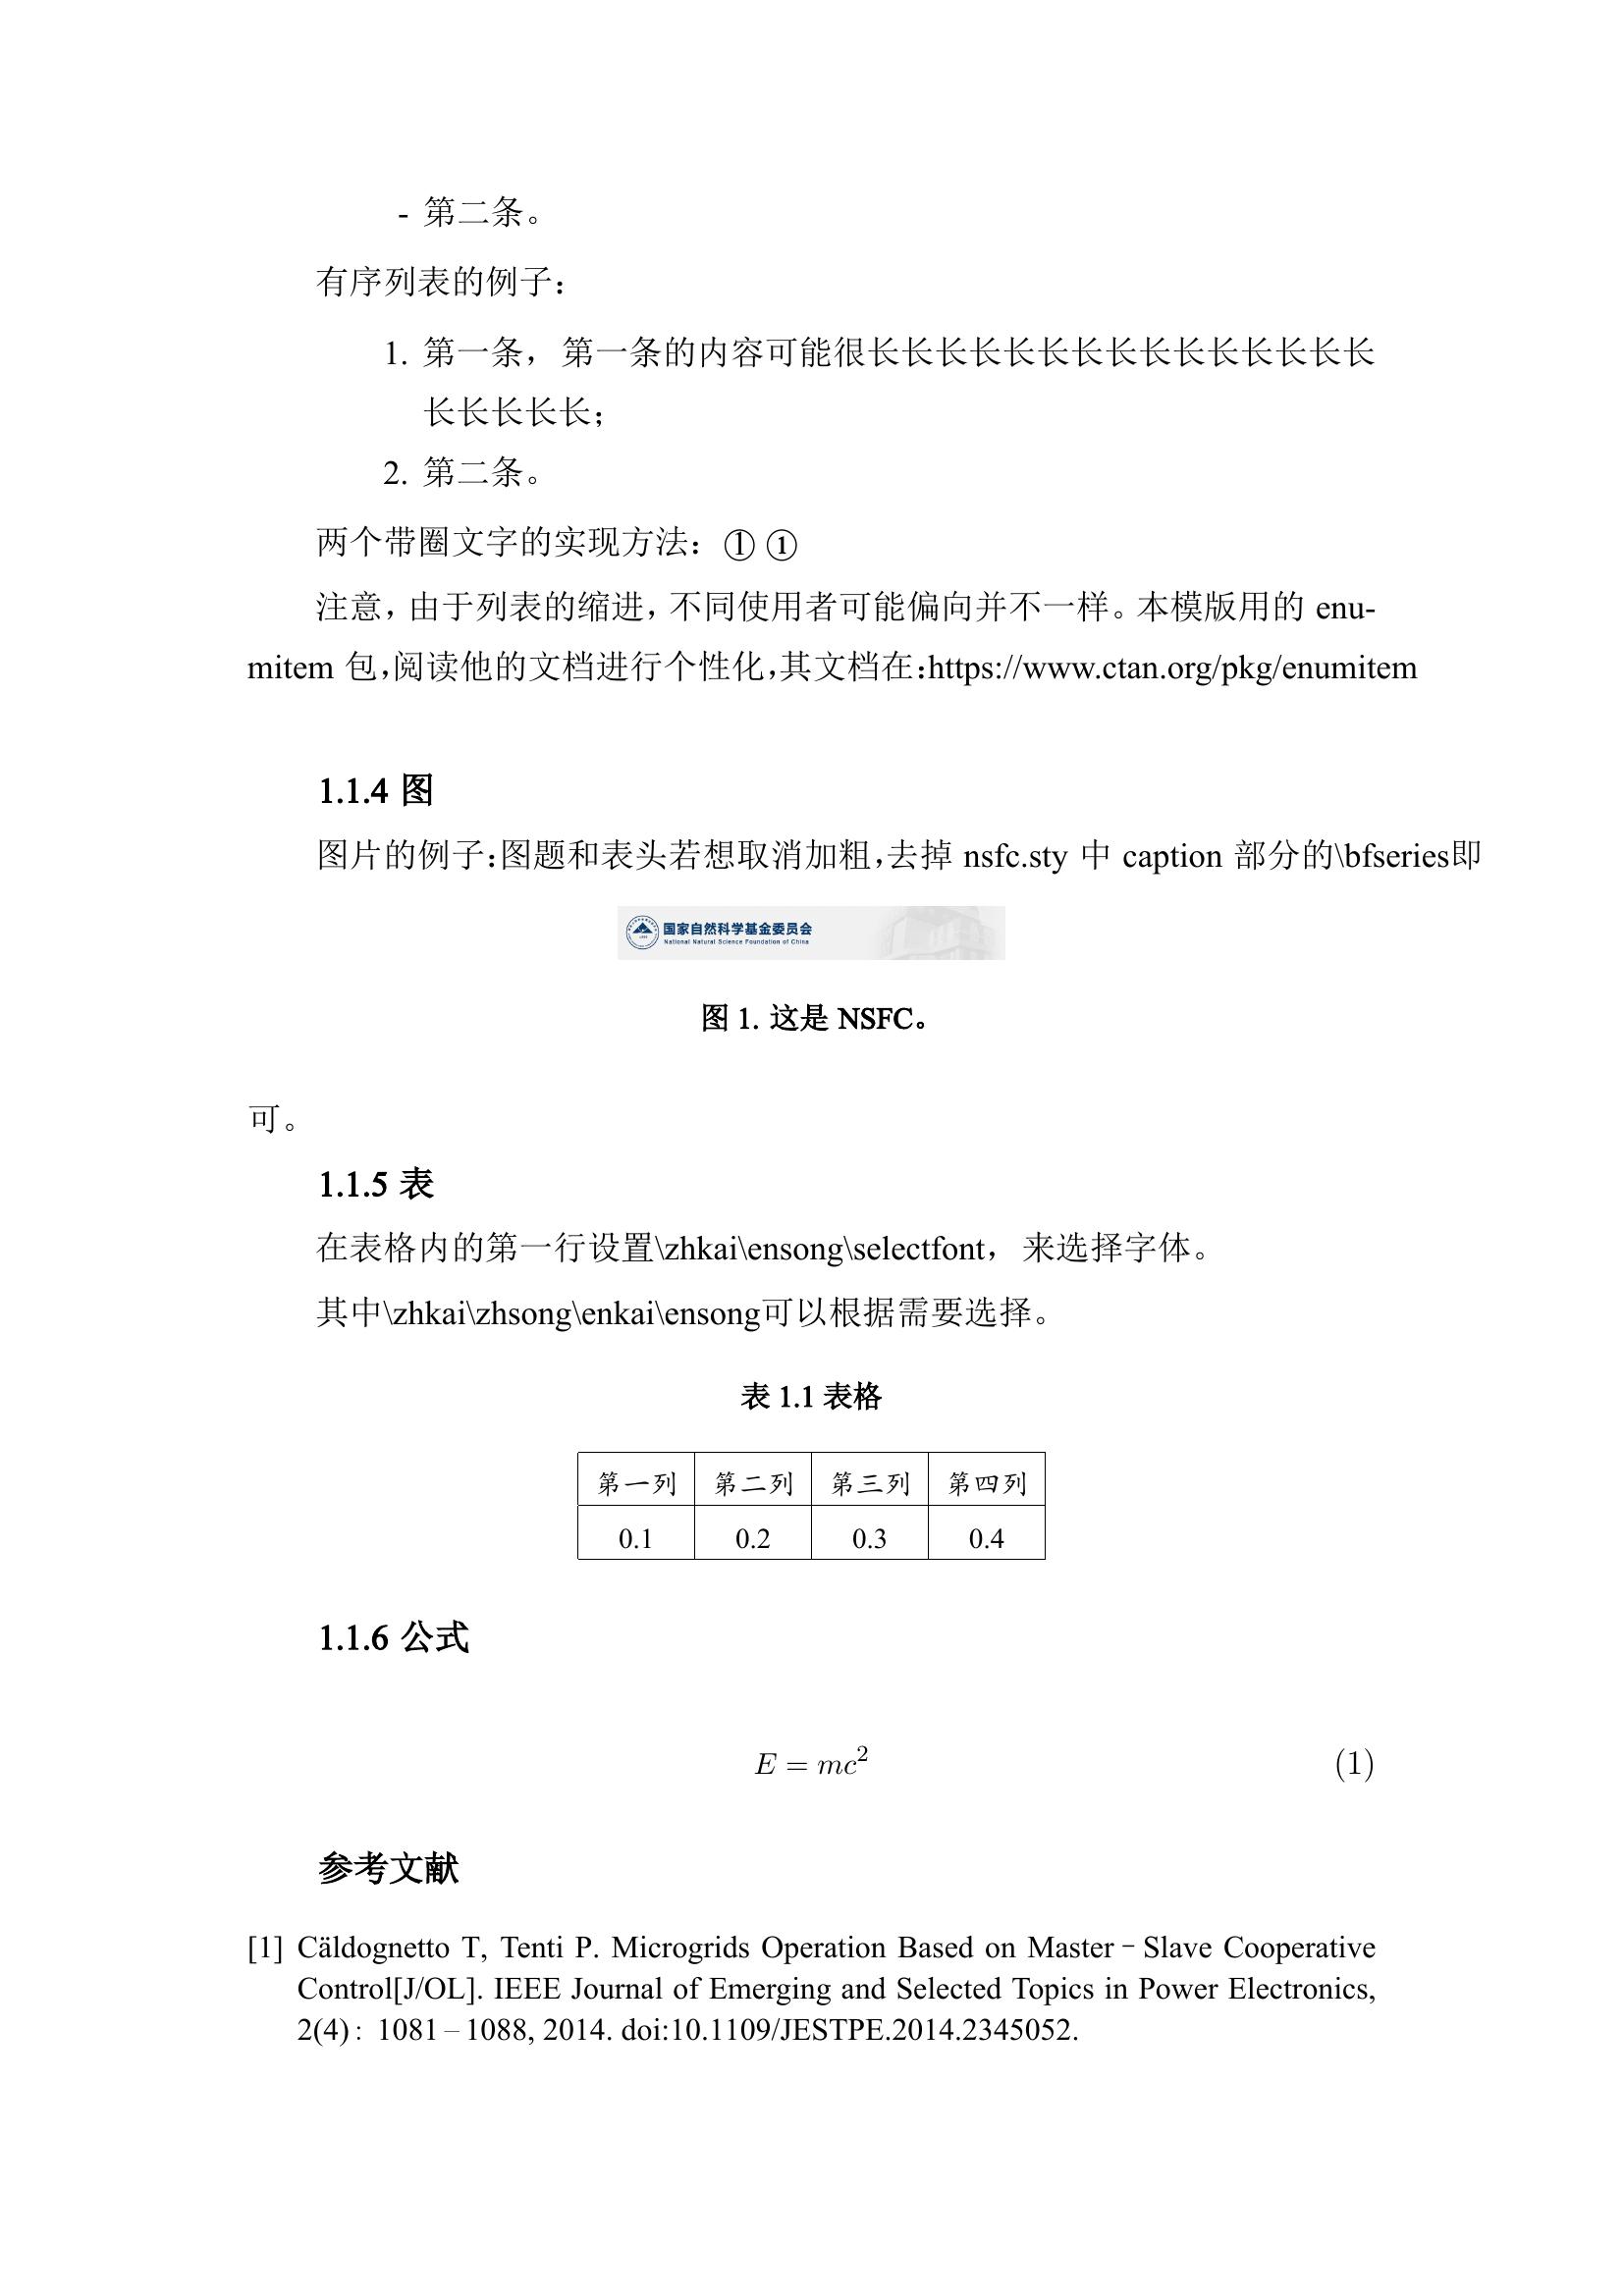 - 第二条。
有序列表的例子：
1. 第一条，第一条的内容可能很长长长长长长长长长长长长长长长
长长长长长；
2. 第二条。
两个带圈文字的实现方法：① ①
注意，由于列表的缩进，不同使用者可能偏向并不一样。本模版用的 enu-
mitem 包，阅读他的文档进行个性化，其文档在：https://www.ctan.org/pkg/enumitem
1.1.4 图
图片的例子：图题和表头若想取消加粗，去掉 nsfc.sty 中 caption 部分的\bfseries即
国家自然科学基金委员会
National Natural Science Foundation of China
图 1. 这是 NSFC。
可。
1.1.5 表
在表格内的第一行设置\zhkai\ensong\selectfont，来选择字体。
其中\zhkai\zhsong\enkai\ensong可以根据需要选择。
表 1.1 表格
第一列 第二列 第三列 第四列
0.1 0.2 0.3 0.4
1.1.6 公式
E = mc² (1)
参考文献
[1] Cäldognetto T, Tenti P. Microgrids Operation Based on Master–Slave Cooperative
Control[J/OL]. IEEE Journal of Emerging and Selected Topics in Power Electronics,
2(4) : 1081 – 1088, 2014. doi:10.1109/JESTPE.2014.2345052.